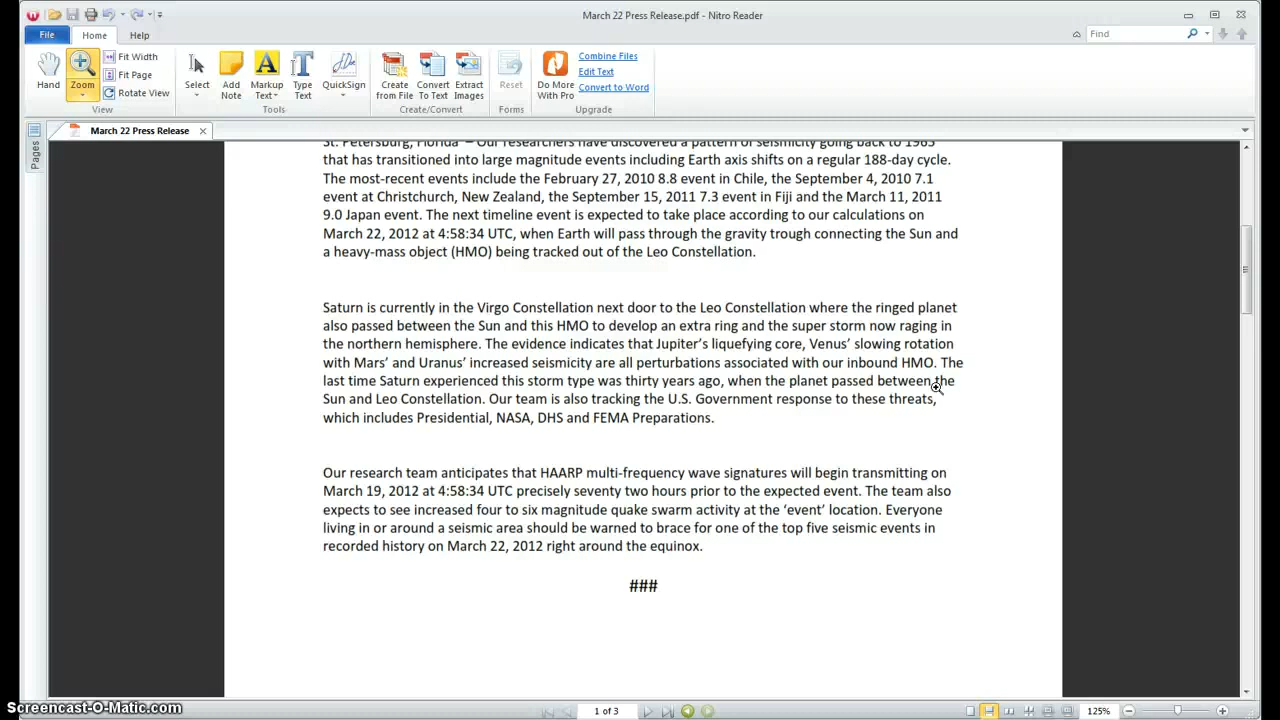 March 22 Press Release.pdf - Nitro Reader
File
Home
Help
Find
Hand
Zoom
Fit Width
Fit Page
Rotate View
View
Select
Add Note
Markup Text
Type Text
QuickSign
Tools
Create from File
Convert To Text
Extract Images
Create/Convert
Reset
Forms
Do More With Pro
Combine Files
Edit Text
Convert to Word
Upgrade
March 22 Press Release
Pages
St. Petersburg, Florida – Our researchers have discovered a pattern of seismicity going back to 1965
that has transitioned into large magnitude events including Earth axis shifts on a regular 188-day cycle.
The most-recent events include the February 27, 2010 8.8 event in Chile, the September 4, 2010 7.1
event at Christchurch, New Zealand, the September 15, 2011 7.3 event in Fiji and the March 11, 2011
9.0 Japan event. The next timeline event is expected to take place according to our calculations on
March 22, 2012 at 4:58:34 UTC, when Earth will pass through the gravity trough connecting the Sun and
a heavy-mass object (HMO) being tracked out of the Leo Constellation.
Saturn is currently in the Virgo Constellation next door to the Leo Constellation where the ringed planet
also passed between the Sun and this HMO to develop an extra ring and the super storm now raging in
the northern hemisphere. The evidence indicates that Jupiter's liquefying core, Venus' slowing rotation
with Mars' and Uranus' increased seismicity are all perturbations associated with our inbound HMO. The
last time Saturn experienced this storm type was thirty years ago, when the planet passed between the
Sun and Leo Constellation. Our team is also tracking the U.S. Government response to these threats,
which includes Presidential, NASA, DHS and FEMA Preparations.
Our research team anticipates that HAARP multi-frequency wave signatures will begin transmitting on
March 19, 2012 at 4:58:34 UTC precisely seventy two hours prior to the expected event. The team also
expects to see increased four to six magnitude quake swarm activity at the 'event' location. Everyone
living in or around a seismic area should be warned to brace for one of the top five seismic events in
recorded history on March 22, 2012 right around the equinox.
###
Screencast-O-Matic.com
1 of 3
125%